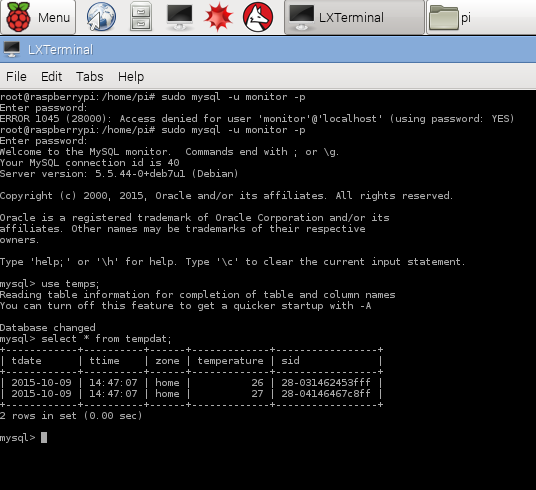 Menu LXTerminal pi
LXTerminal
File Edit Tabs Help
root@raspberrypi:/home/pi# sudo mysql -u monitor -p
Enter password:
ERROR 1045 (28000): Access denied for user 'monitor'@'localhost' (using password: YES)
root@raspberrypi:/home/pi# sudo mysql -u monitor -p
Enter password:
Welcome to the MySQL monitor.  Commands end with ; or \g.
Your MySQL connection id is 40
Server version: 5.5.44-0+deb7u1 (Debian)
Copyright (c) 2000, 2015, Oracle and/or its affiliates. All rights reserved.
Oracle is a registered trademark of Oracle Corporation and/or its
affiliates. Other names may be trademarks of their respective
owners.
Type 'help;' or '\h' for help. Type '\c' to clear the current input statement.
mysql> use temps;
Reading table information for completion of table and column names
You can turn off this feature to get a quicker startup with -A
Database changed
mysql> select * from tempdat;
+------------+----------+------+-------------+-----------------+
| tdate      | ttime    | zone | temperature | sid             |
+------------+----------+------+-------------+-----------------+
| 2015-10-09 | 14:47:07 | home |          26 | 28-031462453fff |
| 2015-10-09 | 14:47:07 | home |          27 | 28-04146467c8ff |
+------------+----------+------+-------------+-----------------+
2 rows in set (0.00 sec)
mysql>